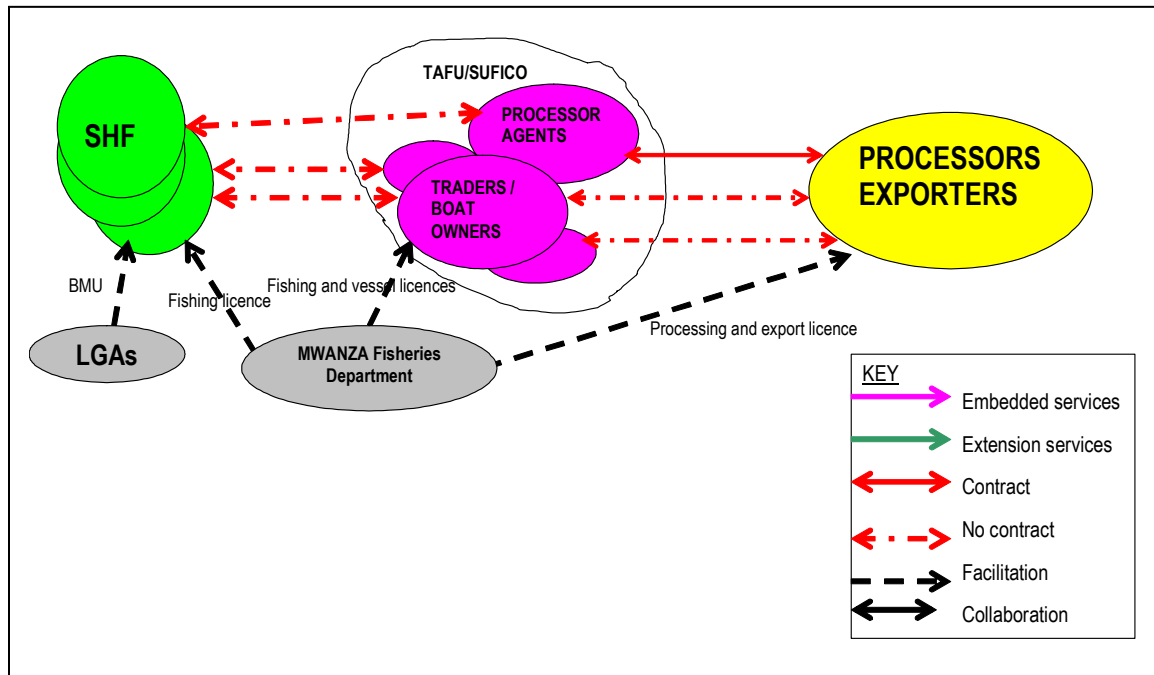 TAFU/SUFICO
SHF
PROCESSOR
AGENTS
PROCESSORS
EXPORTERS
TRADERS /
BOAT
OWNERS
BMU
Fishing licence
Fishing and vessel licences
Processing and export licence
LGAs
MWANZA Fisheries
Department
KEY
Embedded services
Extension services
Contract
No contract
Facilitation
Collaboration